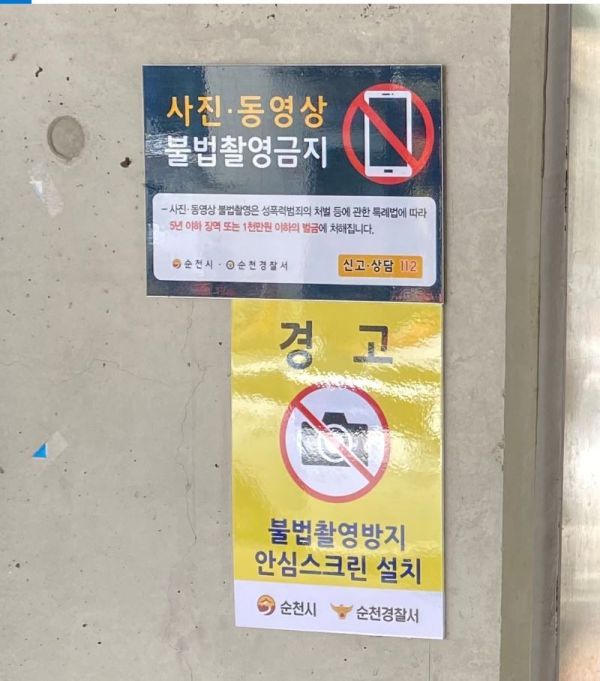 사진·동영상
불법촬영금지
- 사진·동영상 불법촬영은 성폭력범죄의 처벌 등에 관한 특례법에 따라
5년 이하 징역 또는 1천만원 이하의 벌금에 처해집니다.
순천시 · 순천경찰서
신고·상담 112
경 고
불법촬영방지
안심스크린 설치
순천시 순천경찰서